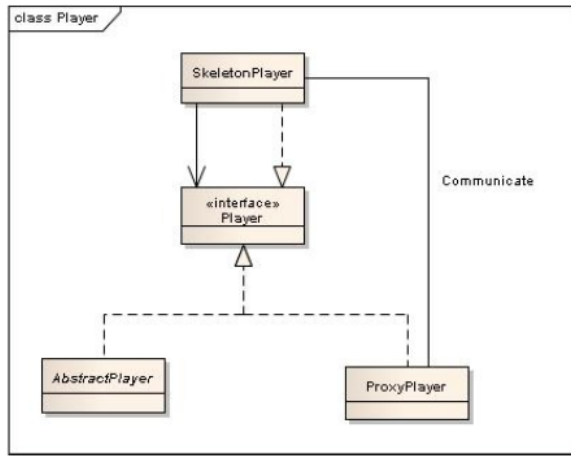 class Player
SkeletonPlayer
«interface»
Player
Communicate
AbstractPlayer
ProxyPlayer